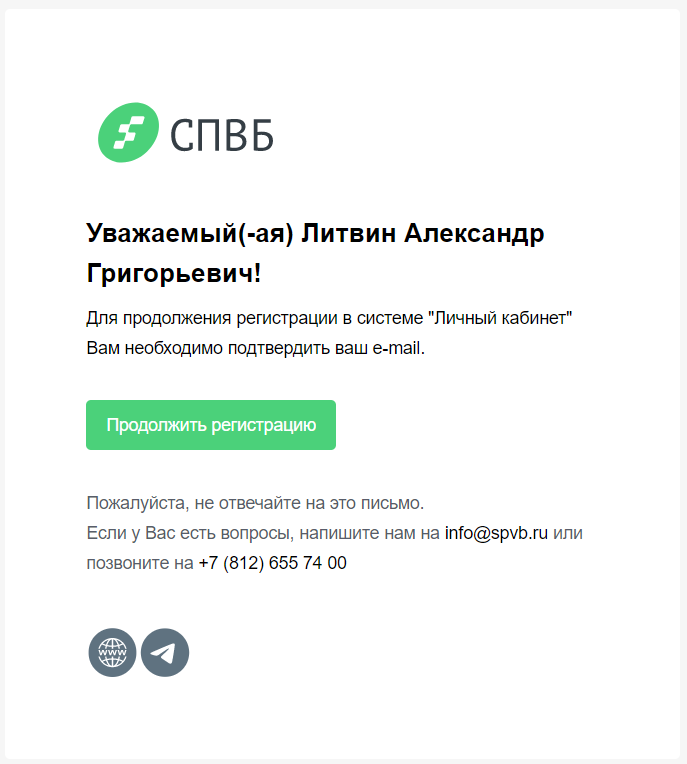 СПВБ
Уважаемый(-ая) Литвин Александр
Григорьевич!
Для продолжения регистрации в системе "Личный кабинет"
Вам необходимо подтвердить ваш e-mail.
Продолжить регистрацию
Пожалуйста, не отвечайте на это письмо.
Если у Вас есть вопросы, напишите нам на info@spvb.ru или
позвоните на +7 (812) 655 74 00
www